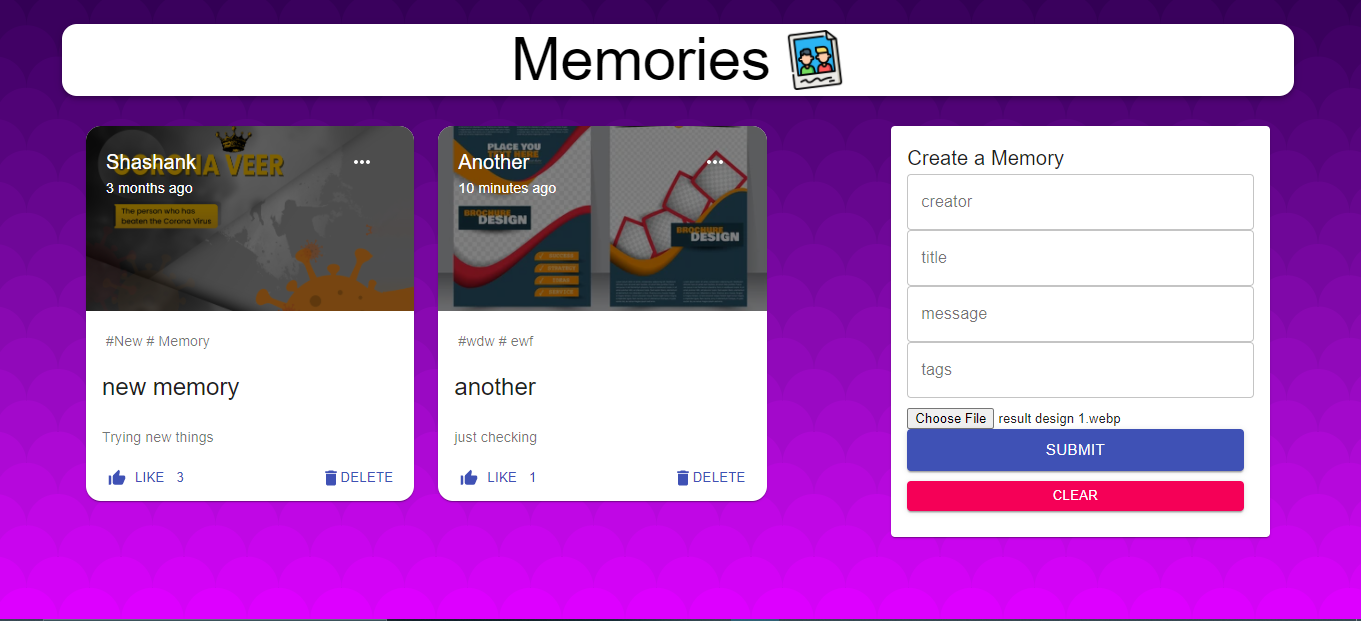 Memories
CORONA VEER
Shashank
3 months ago
The person who has
beaten the Corona Virus
#New # Memory
new memory
Trying new things
LIKE 3
DELETE
PLACE YOU
TEXT HERE
Another
10 minutes ago
BROCHURE
DESIGN
BROCHURE
DESIGN
#wdw # ewf
another
just checking
LIKE 1
DELETE
Create a Memory
creator
title
message
tags
Choose File result design 1.webp
SUBMIT
CLEAR